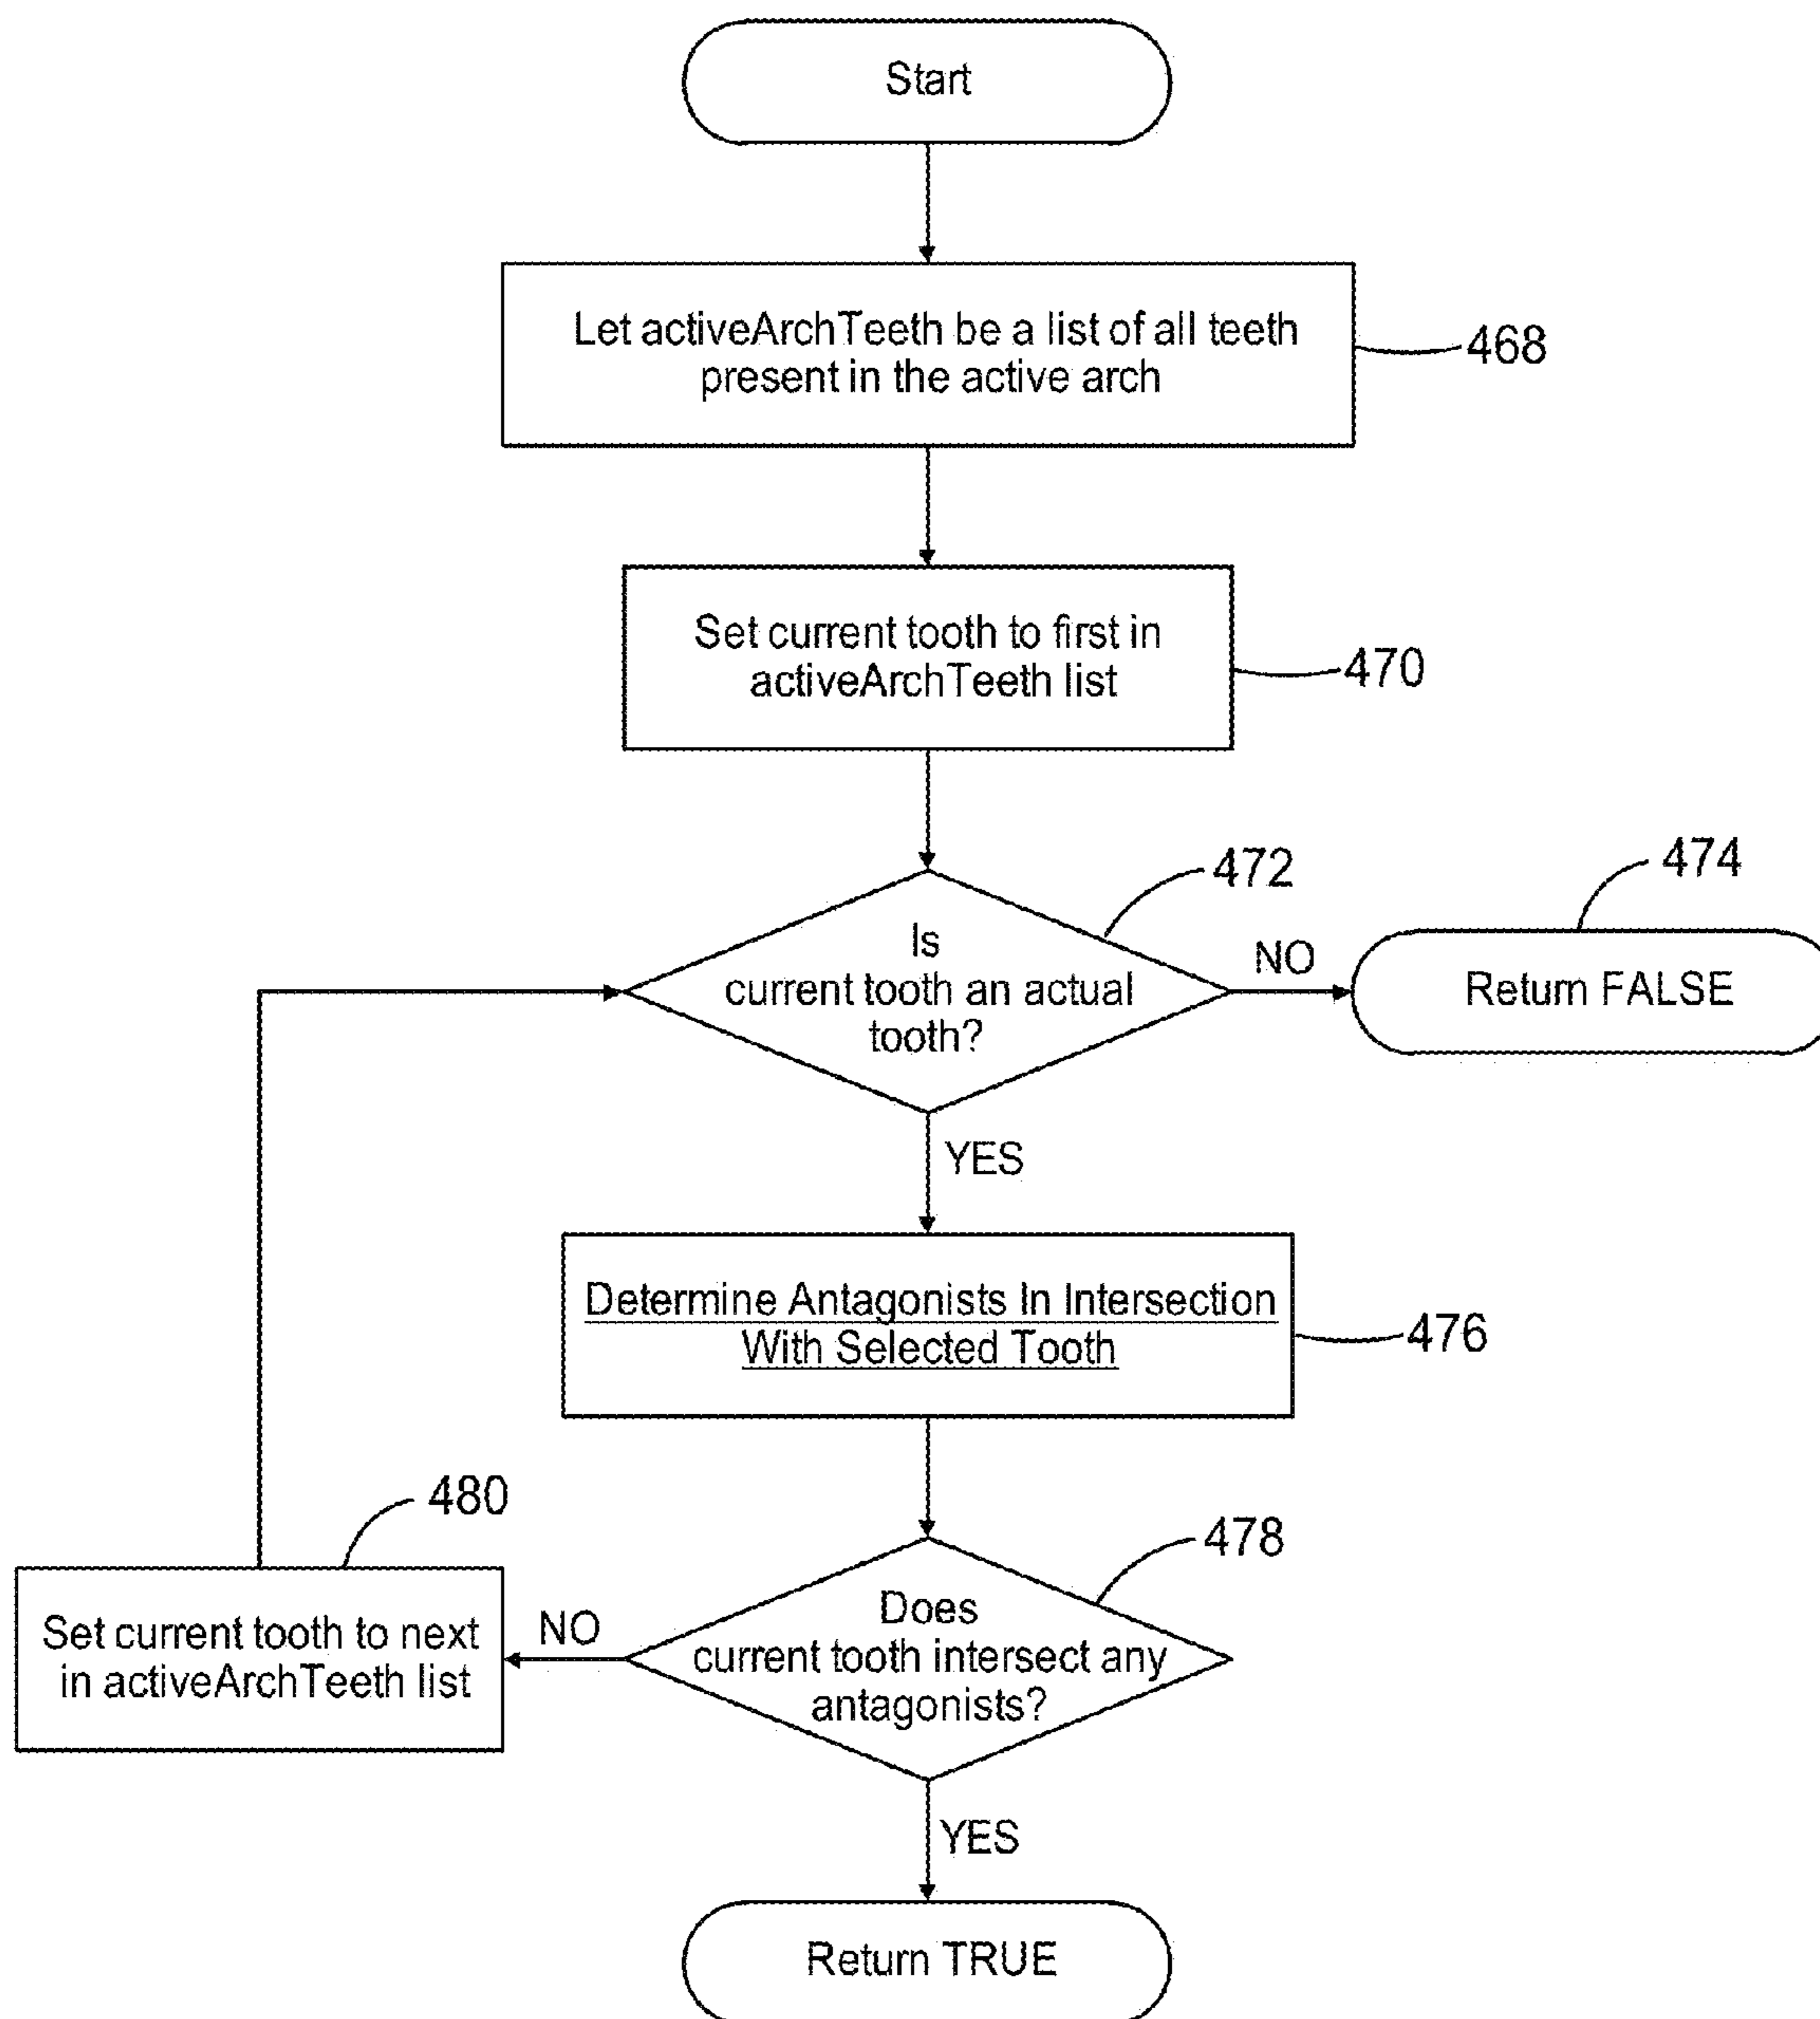 Start
Let activeArchTeeth be a list of all teeth
present in the active arch
468
Set current tooth to first in
activeArchTeeth list
470
472
474
Is
current tooth an actual
tooth?
NO
Return FALSE
YES
Determine Antagonists In Intersection
With Selected Tooth
476
480
478
Set current tooth to next
in activeArchTeeth list
NO
Does
current tooth intersect any
antagonists?
YES
Return TRUE